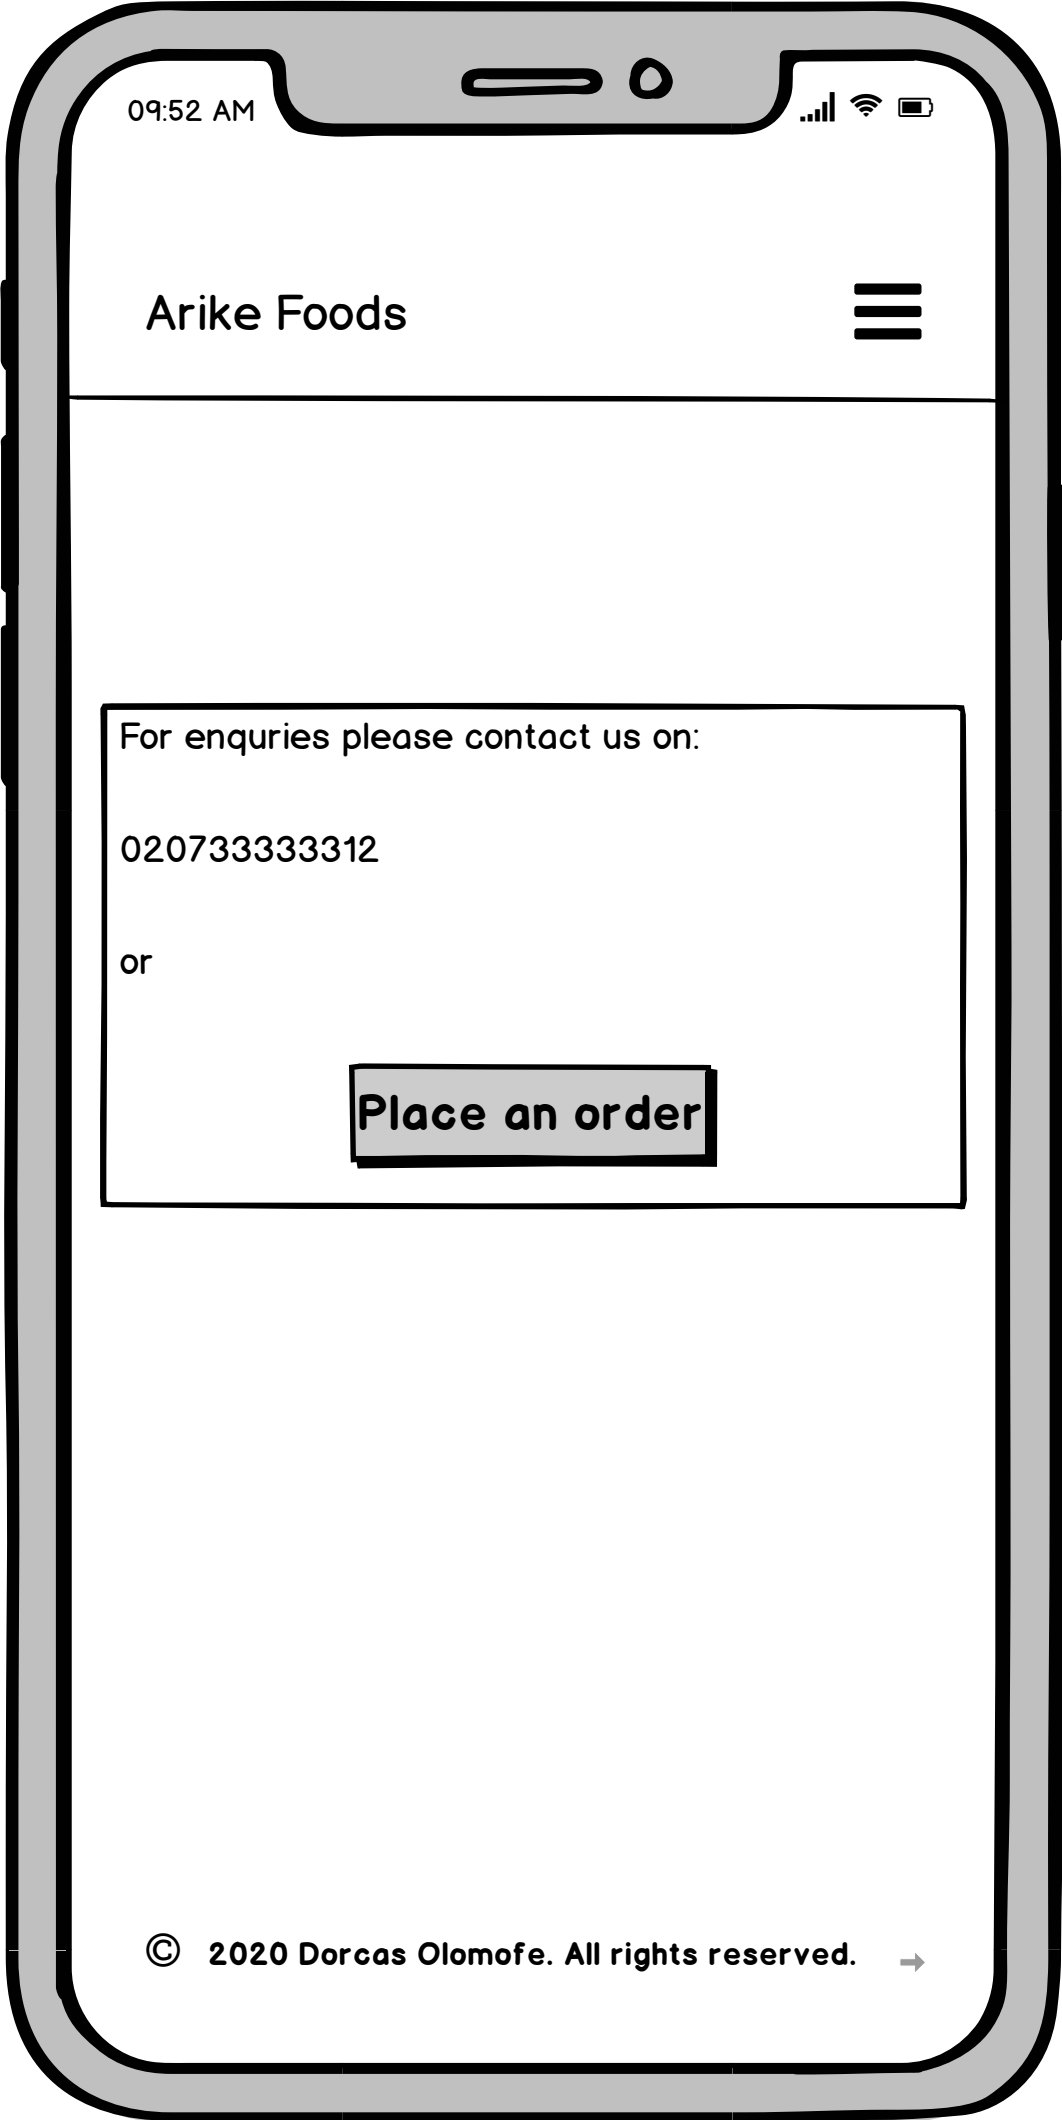 09:52 AM
Arike Foods
For enquries please contact us on:
020733333312
or
Place an order
© 2020 Dorcas Olomofe. All rights reserved.